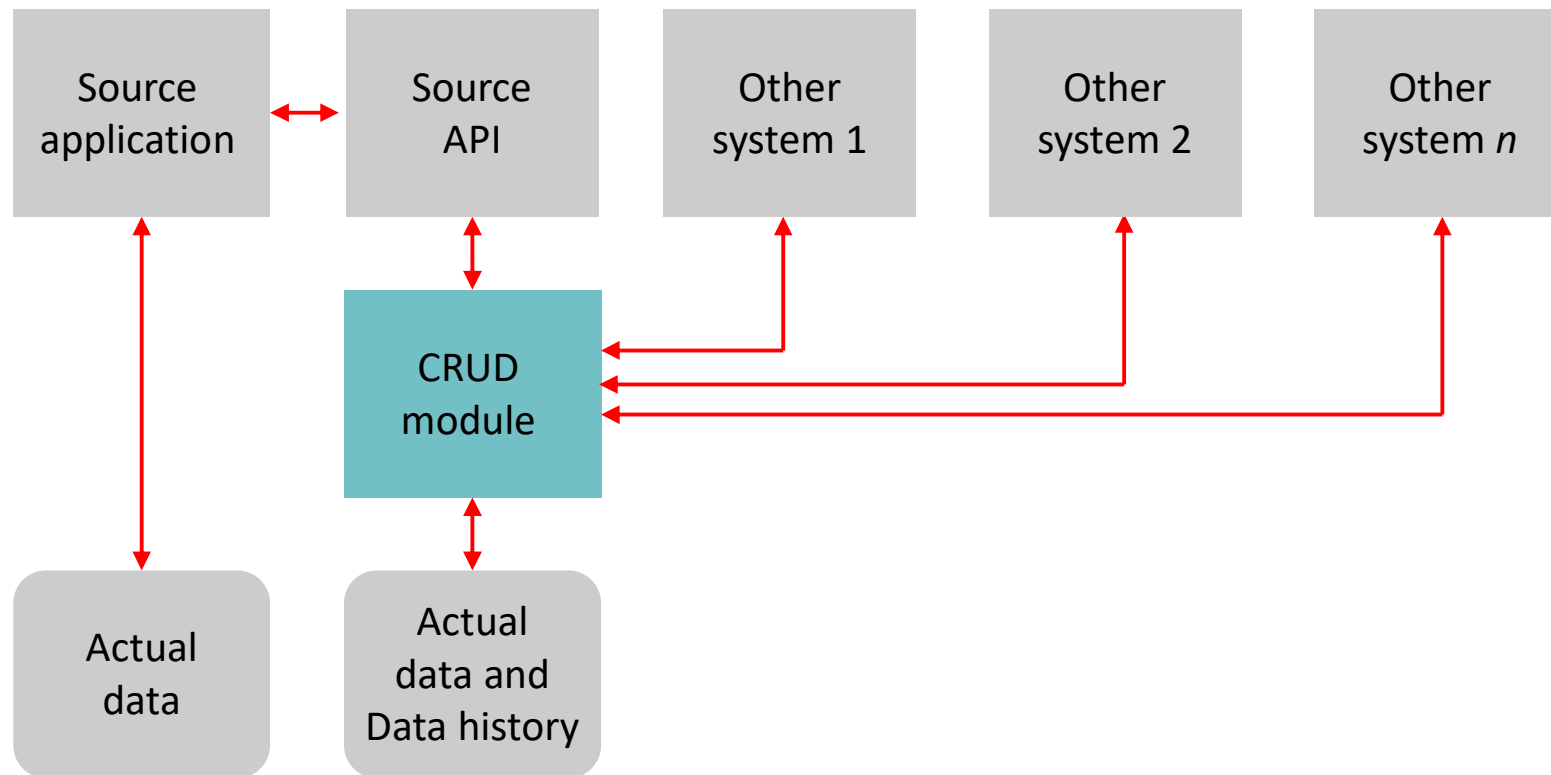 Source
application
Source
API
Other
system 1
Other
system 2
Other
system n
CRUD
module
Actual
data
Actual
data and
Data history